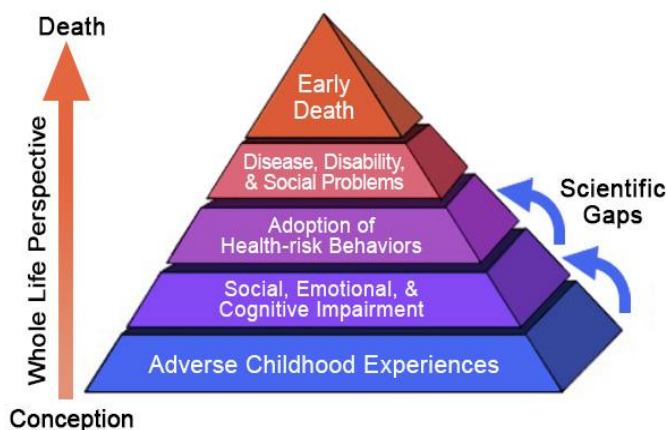 Death
Early
Death
Disease, Disability,
& Social Problems
Scientific
Gaps
Adoption of
Health-risk Behaviors
Social, Emotional, &
Cognitive Impairment
Adverse Childhood Experiences
Whole Life Perspective
Conception